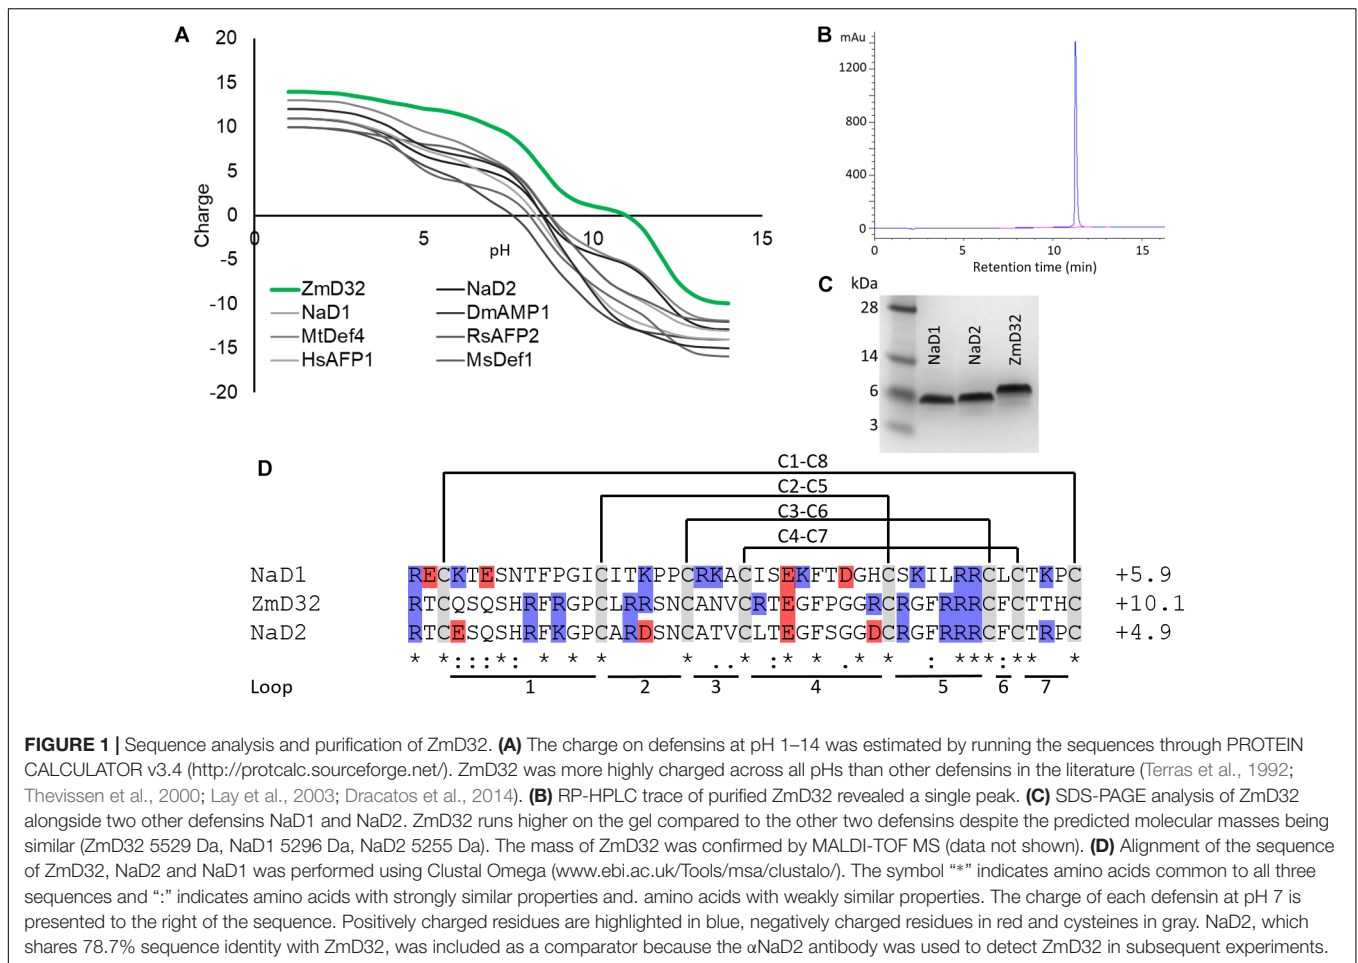 A
20
15
10
5
0
-5
-10
-15
-20
Charge
0
5
10
15
pH
ZmD32
NaD2
NaD1
DmAMP1
MtDef4
RsAFP2
HsAFP1
MsDef1
B
mAu
1200
800
400
0
0
5
10
15
Retention time (min)
C
kDa
28
14
6
3
NaD1
NaD2
ZmD32
D
C1-C8
C2-C5
C3-C6
C4-C7
NaD1 RECKTESNTFPGICITKPPCRKACISEKFTDGHCSKILRRCLCTKPC +5.9
ZmD32 RTCQSQSHRFRGPCLRRSNCANVCRTEGFPGGRCRGFRRRCFCTTHC +10.1
NaD2 RTCESQSHRFKGPCARDSNCATVCLTEGFSGGDCRGFRRRCFCTRPC +4.9
* *:::*: * * * * .. :* * .* * : ***:** *
Loop 1 2 3 4 5 6 7
FIGURE 1 | Sequence analysis and purification of ZmD32. (A) The charge on defensins at pH 1–14 was estimated by running the sequences through PROTEIN
CALCULATOR v3.4 (http://protcalc.sourceforge.net/). ZmD32 was more highly charged across all pHs than other defensins in the literature (Terras et al., 1992;
Thevissen et al., 2000; Lay et al., 2003; Dracatos et al., 2014). (B) RP-HPLC trace of purified ZmD32 revealed a single peak. (C) SDS-PAGE analysis of ZmD32
alongside two other defensins NaD1 and NaD2. ZmD32 runs higher on the gel compared to the other two defensins despite the predicted molecular masses being
similar (ZmD32 5529 Da, NaD1 5296 Da, NaD2 5255 Da). The mass of ZmD32 was confirmed by MALDI-TOF MS (data not shown). (D) Alignment of the sequence
of ZmD32, NaD2 and NaD1 was performed using Clustal Omega (www.ebi.ac.uk/Tools/msa/clustalo/). The symbol “*” indicates amino acids common to all three
sequences and “:” indicates amino acids with strongly similar properties and. amino acids with weakly similar properties. The charge of each defensin at pH 7 is
presented to the right of the sequence. Positively charged residues are highlighted in blue, negatively charged residues in red and cysteines in gray. NaD2, which
shares 78.7% sequence identity with ZmD32, was included as a comparator because the αNaD2 antibody was used to detect ZmD32 in subsequent experiments.